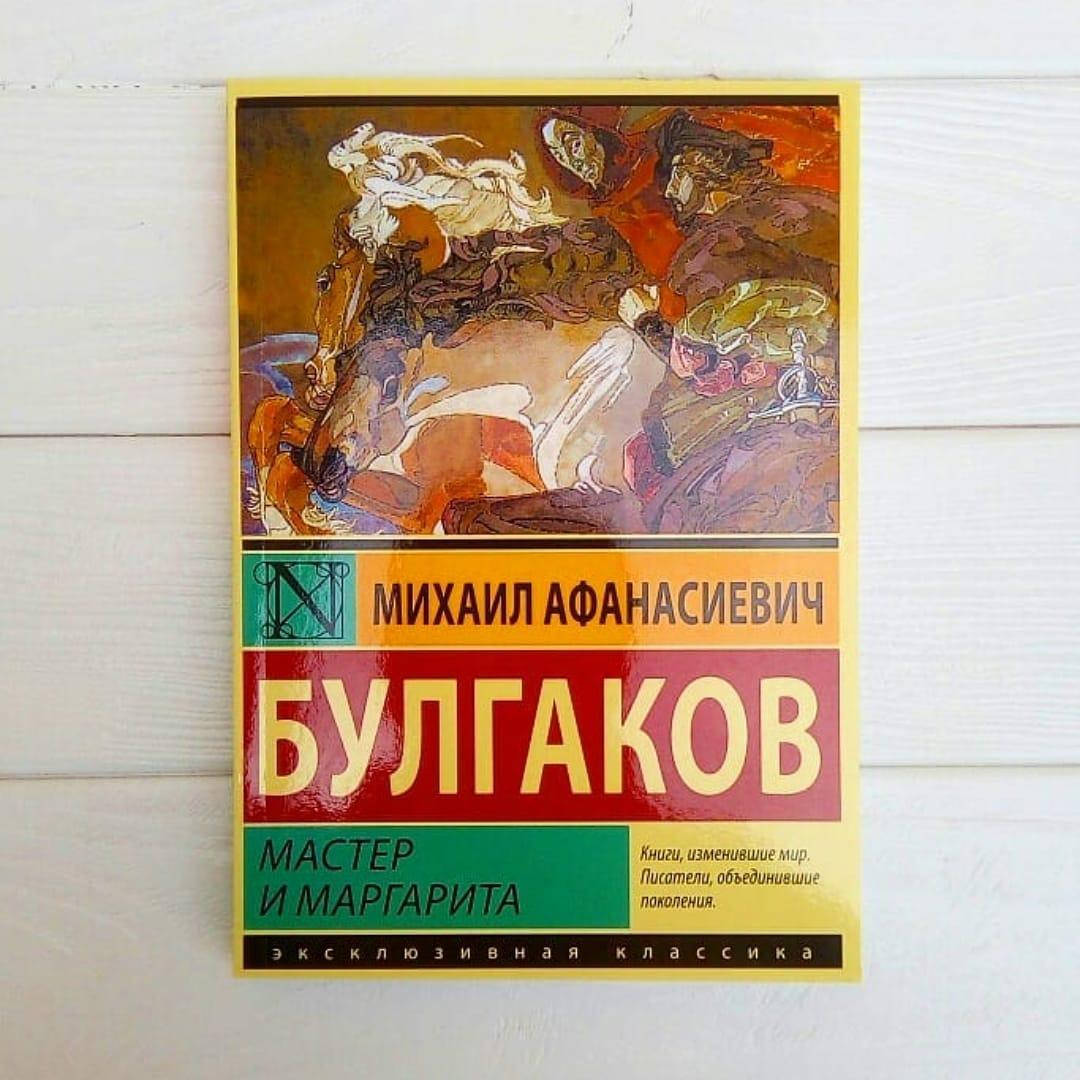 N
МИХАИЛ АФАНАСИЕВИЧ
БУЛГАКОВ
МАСТЕР
И МАРГАРИТА
Книги, изменившие мир.
Писатели, объединившие
поколения.
эксклюзивная классика